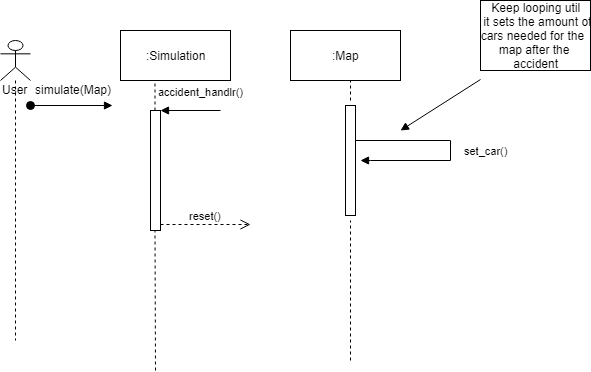 Keep looping util
it sets the amount of
cars needed for the
map after the
accident
:Simulation
:Map
User
simulate(Map)
accident_handlr()
set_car()
reset()